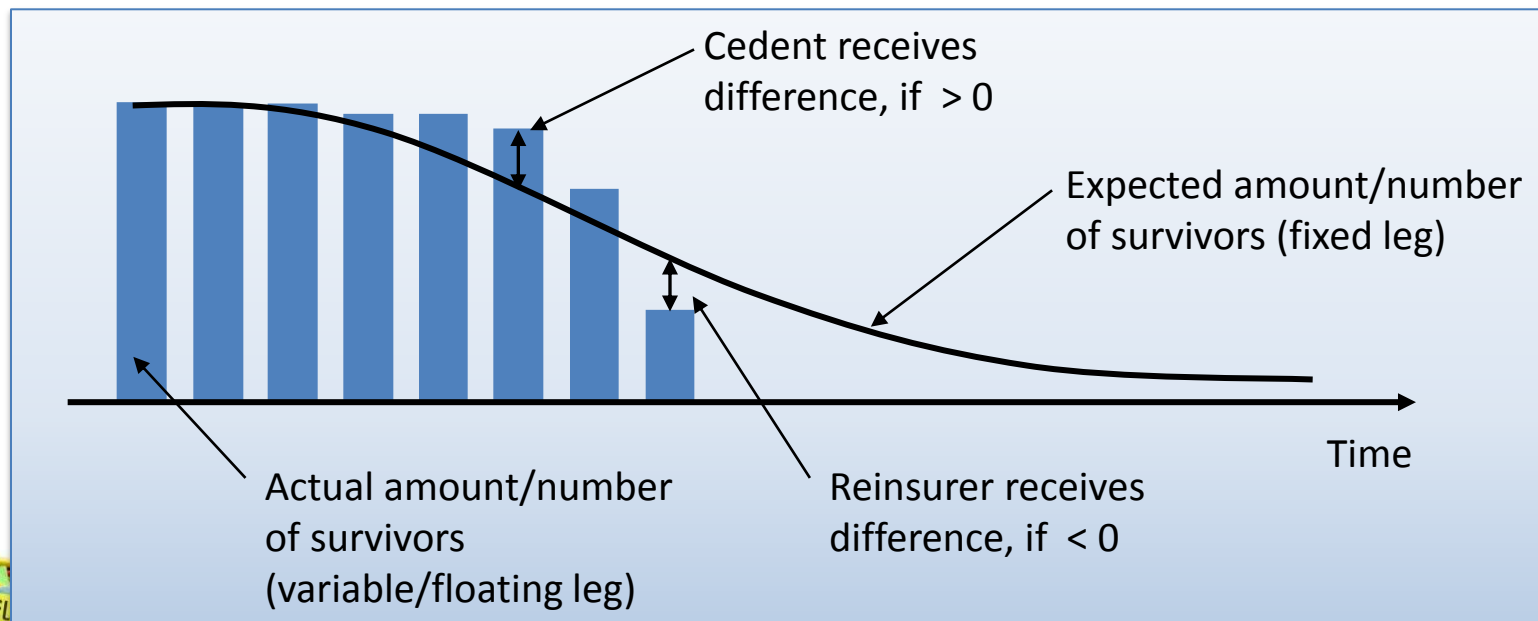 Cedent receives
difference, if > 0
Expected amount/number
of survivors (fixed leg)
Time
Actual amount/number
of survivors
(variable/floating leg)
Reinsurer receives
difference, if < 0